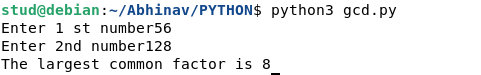 stud@debian:~/Abhinav/PYTHON$ python3 gcd.py
Enter 1 st number56
Enter 2nd number128
The largest common factor is 8